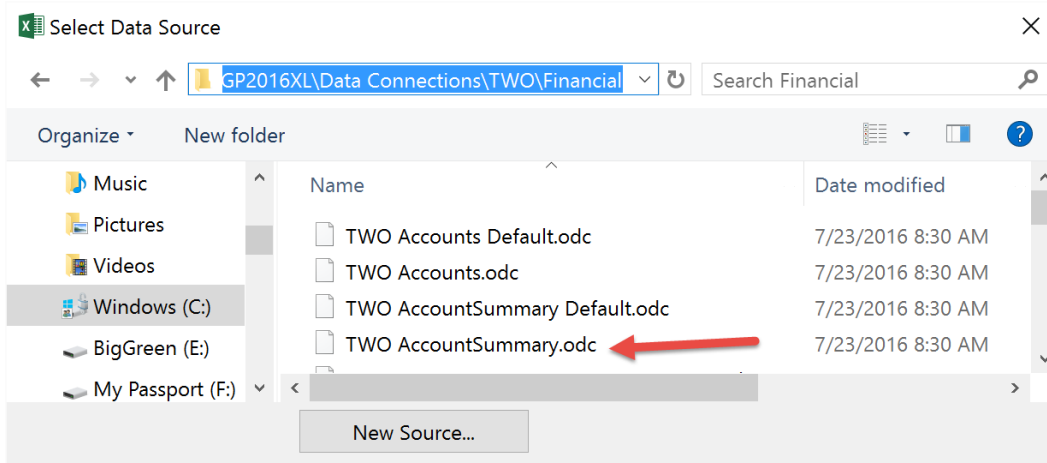 Select Data Source
GP2016XL\Data Connections\TWO\Financial
Search Financial
Organize
New folder
Music
Pictures
Videos
Windows (C:)
BigGreen (E:)
My Passport (F:)
Name
Date modified
TWO Accounts Default.odc
7/23/2016 8:30 AM
TWO Accounts.odc
7/23/2016 8:30 AM
TWO AccountSummary Default.odc
7/23/2016 8:30 AM
TWO AccountSummary.odc
7/23/2016 8:30 AM
New Source...